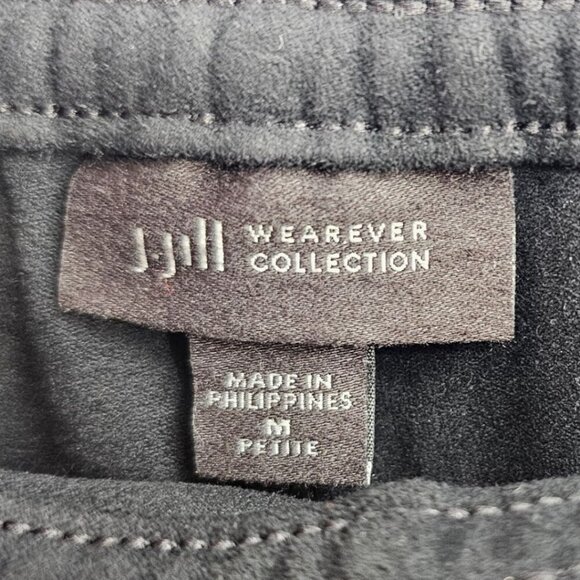 J.Jill
WEAREVER
COLLECTION
MADE IN
PHILIPPINES
M
PETITE